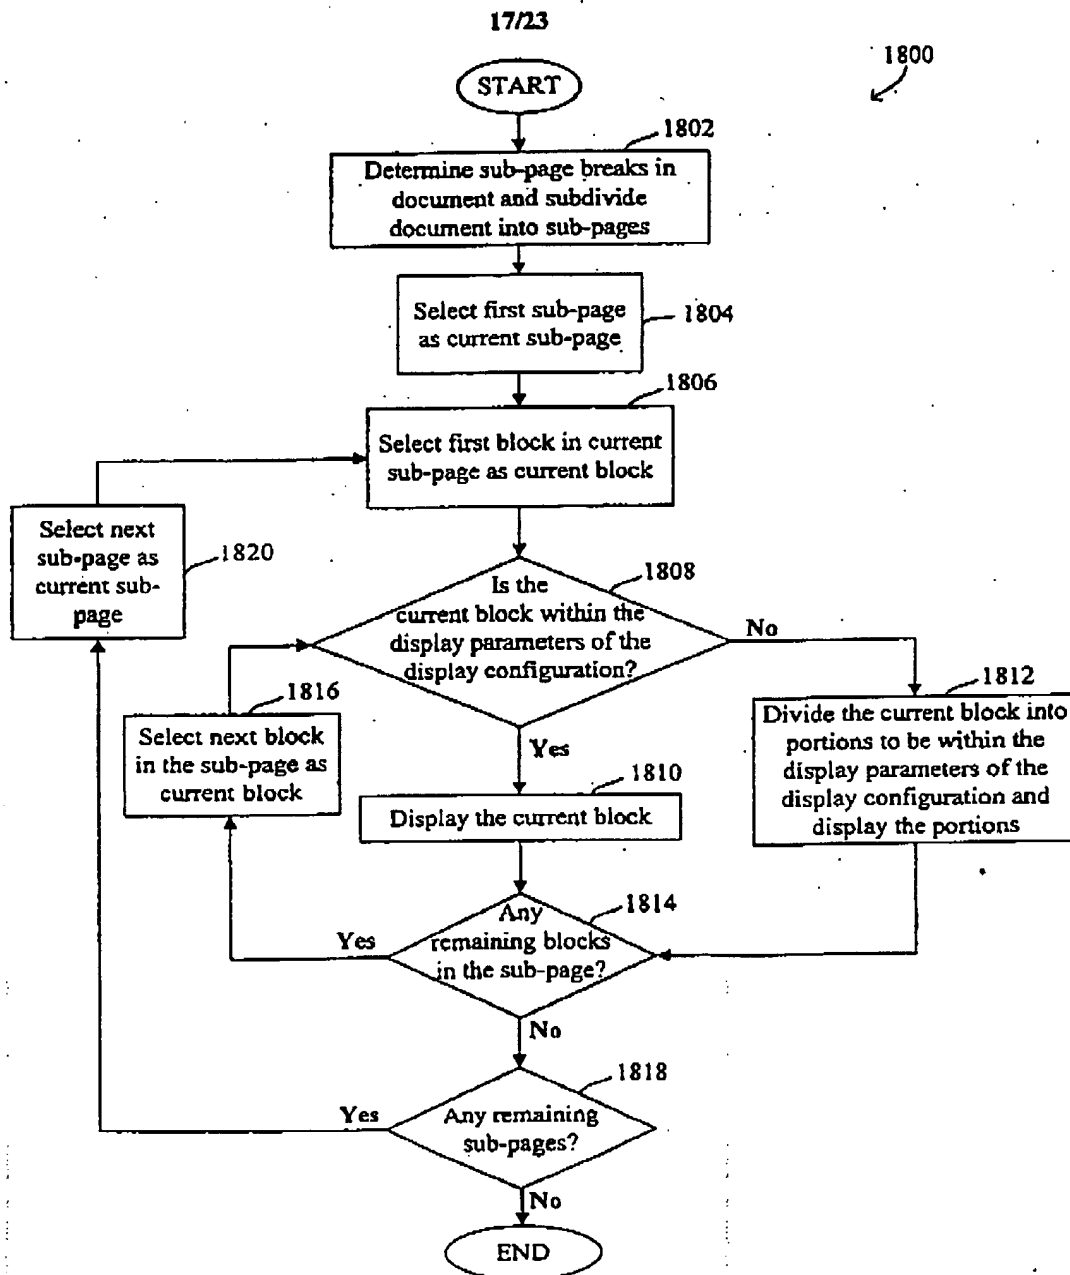 17/23
1800
START
1802
Determine sub-page breaks in
document and subdivide
document into sub-pages
Select first sub-page
as current sub-page
1804
1806
Select first block in current
sub-page as current block
Select next
sub-page as
current sub-
page
1820
1808
Is the
current block within the
display parameters of the
display configuration?
No
1816
Select next block
in the sub-page as
current block
Yes
1812
Divide the current block into
portions to be within the
display parameters of the
display configuration and
display the portions
1810
Display the current block
1814
Any
remaining blocks
in the sub-page?
Yes
No
1818
Any remaining
sub-pages?
Yes
No
END